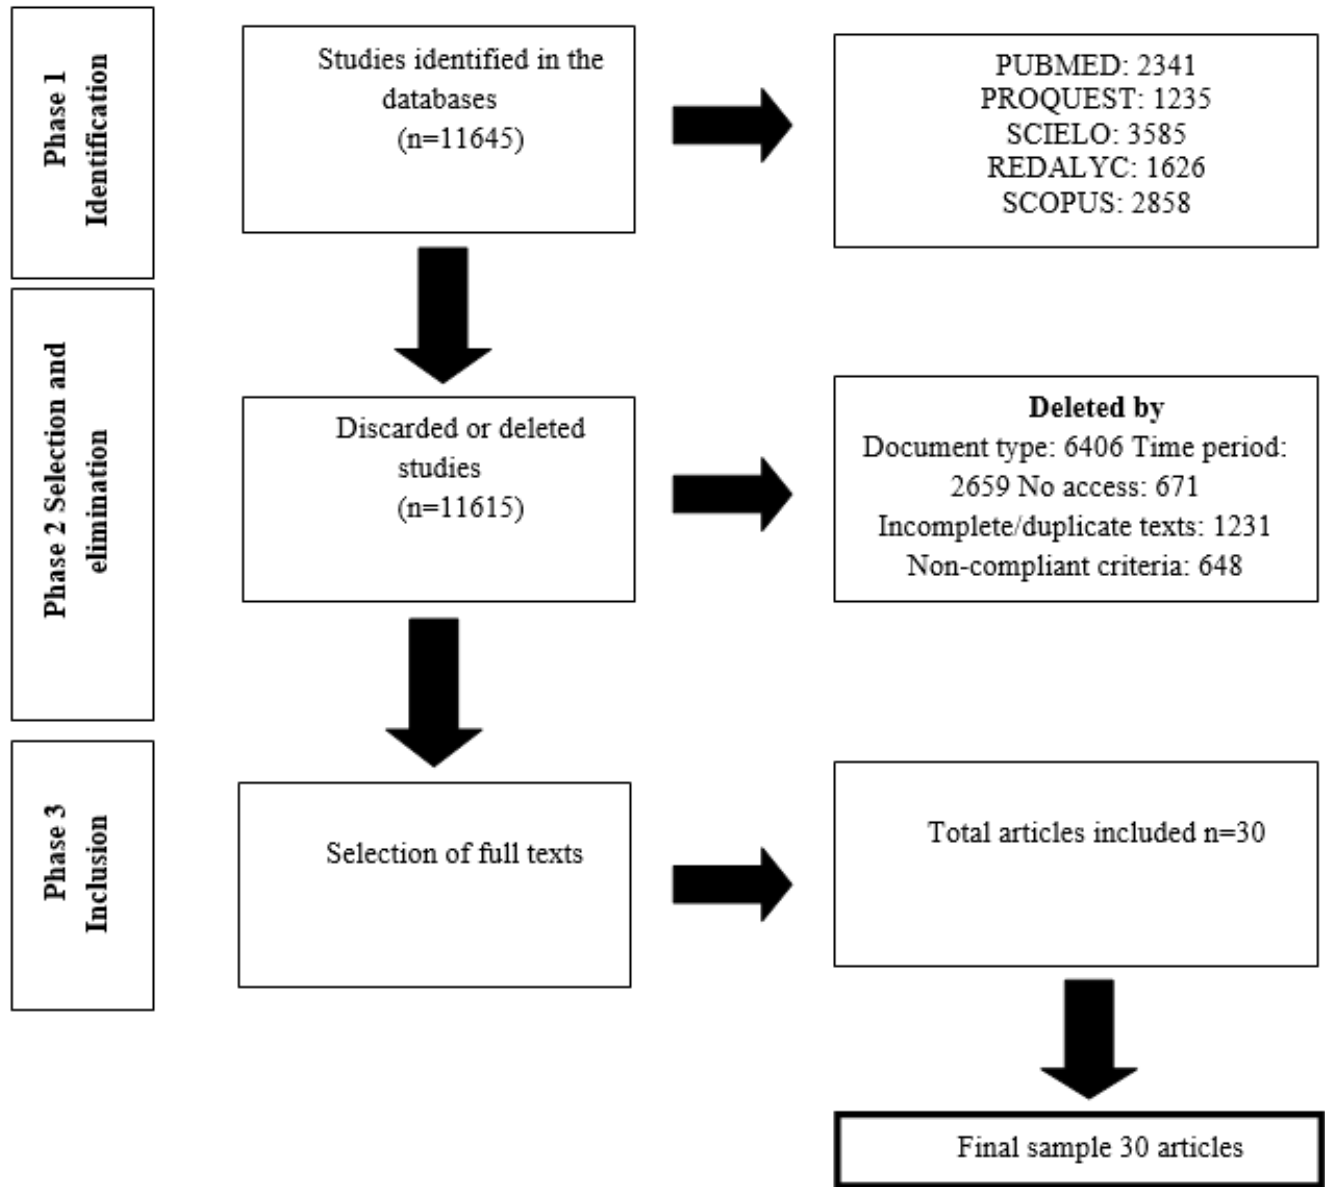 Phase 1
Identification
Studies identified in the
databases
(n=11645)
PUBMED: 2341
PROQUEST: 1235
SCIELO: 3585
REDALYC: 1626
SCOPUS: 2858
Phase 2 Selection and
elimination
Discarded or deleted
studies
(n=11615)
Deleted by
Document type: 6406 Time period:
2659 No access: 671
Incomplete/duplicate texts: 1231
Non-compliant criteria: 648
Phase 3
Inclusion
Selection of full texts
Total articles included n=30
Final sample 30 articles